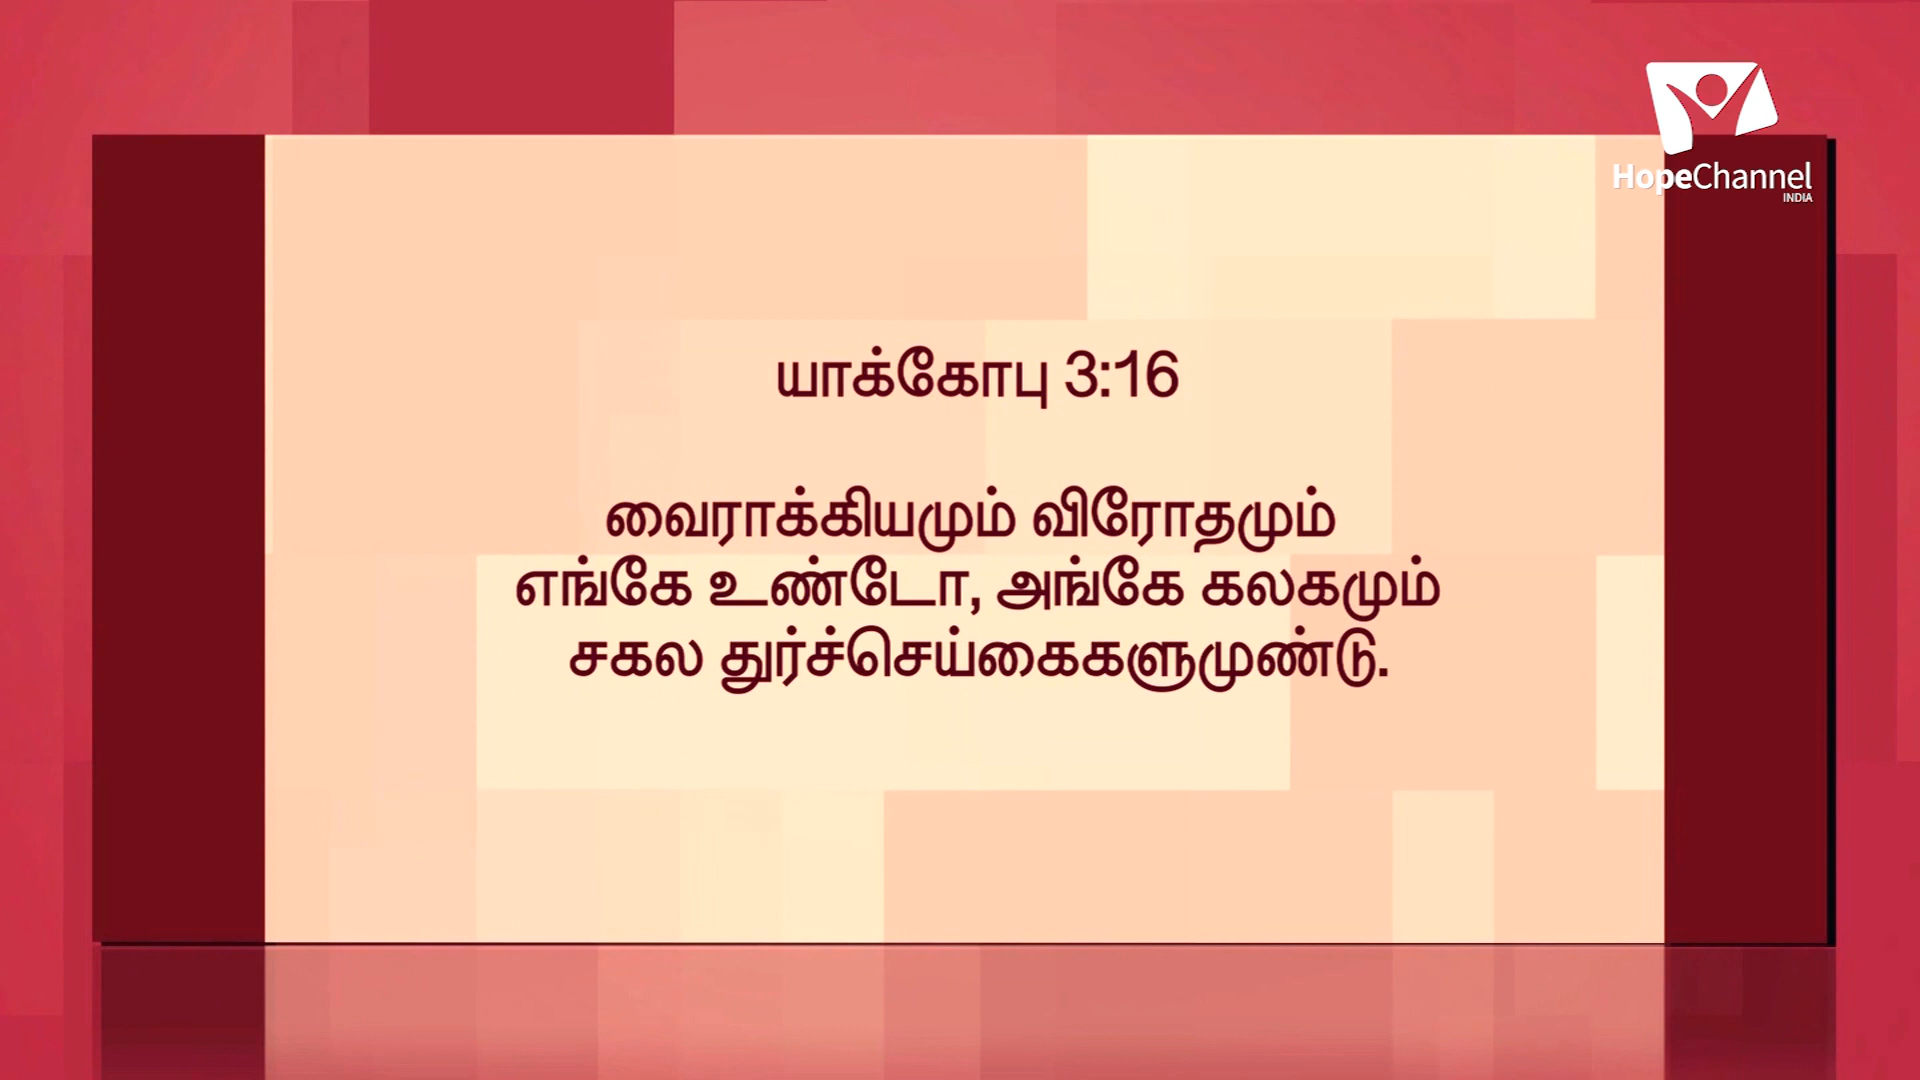 HopeChannel
INDIA
யாக்கோபு 3:16
வைராக்கியமும் விரோதமும்
எங்கே உண்டோ, அங்கே கலகமும்
சகல துர்ச்செய்கைகளுமுண்டு.